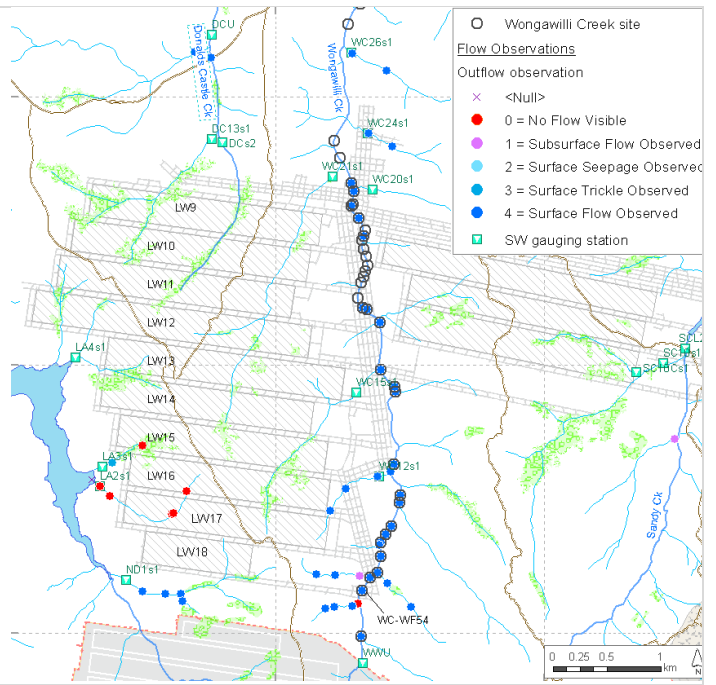 Wongawilli Creek site
Flow Observations
Outflow observation
<Null>
0 = No Flow Visible
1 = Subsurface Flow Observed
2 = Surface Seepage Observed
3 = Surface Trickle Observed
4 = Surface Flow Observed
SW gauging station
DCU
Donalds Castle Ck
Wongawilli Ck
WC26s1
DC13s1
DCs2
WC24s1
WC21s1
WC20s1
LW9
LW10
LW11
LW12
LW13
LW14
LW15
LW16
LW17
LW18
LA4s1
WC15s1
SCL2
SC10Cs1
LA3s1
LA2s1
WC12s1
Sandy Ck
ND1s1
WC-WF54
WWU
0 0.25 0.5 1
km
N